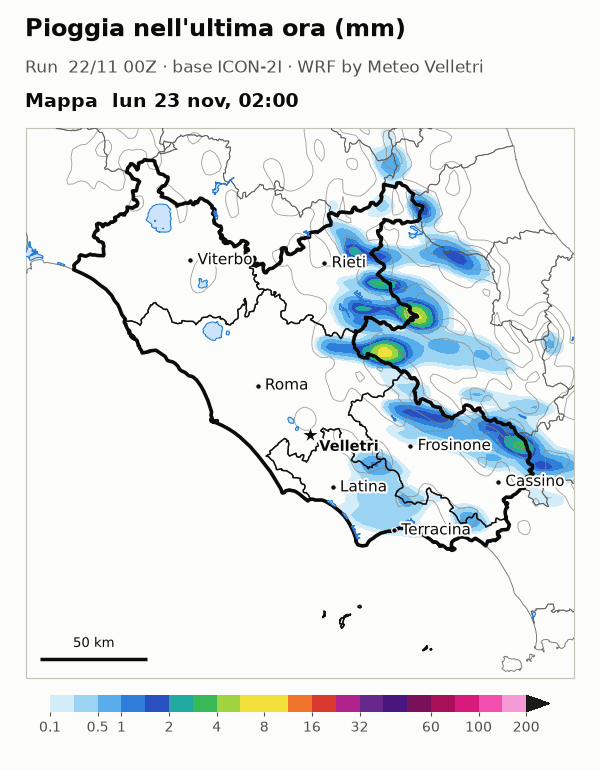 Pioggia nell'ultima ora (mm)
Run  22/11 00Z · base ICON-2I · WRF by Meteo Velletri
Mappa  lun 23 nov, 02:00
Viterbo
Rieti
Roma
Velletri
Frosinone
Latina
Cassino
Terracina
50 km
0.1 0.5 1 2 4 8 16 32 60 100 200